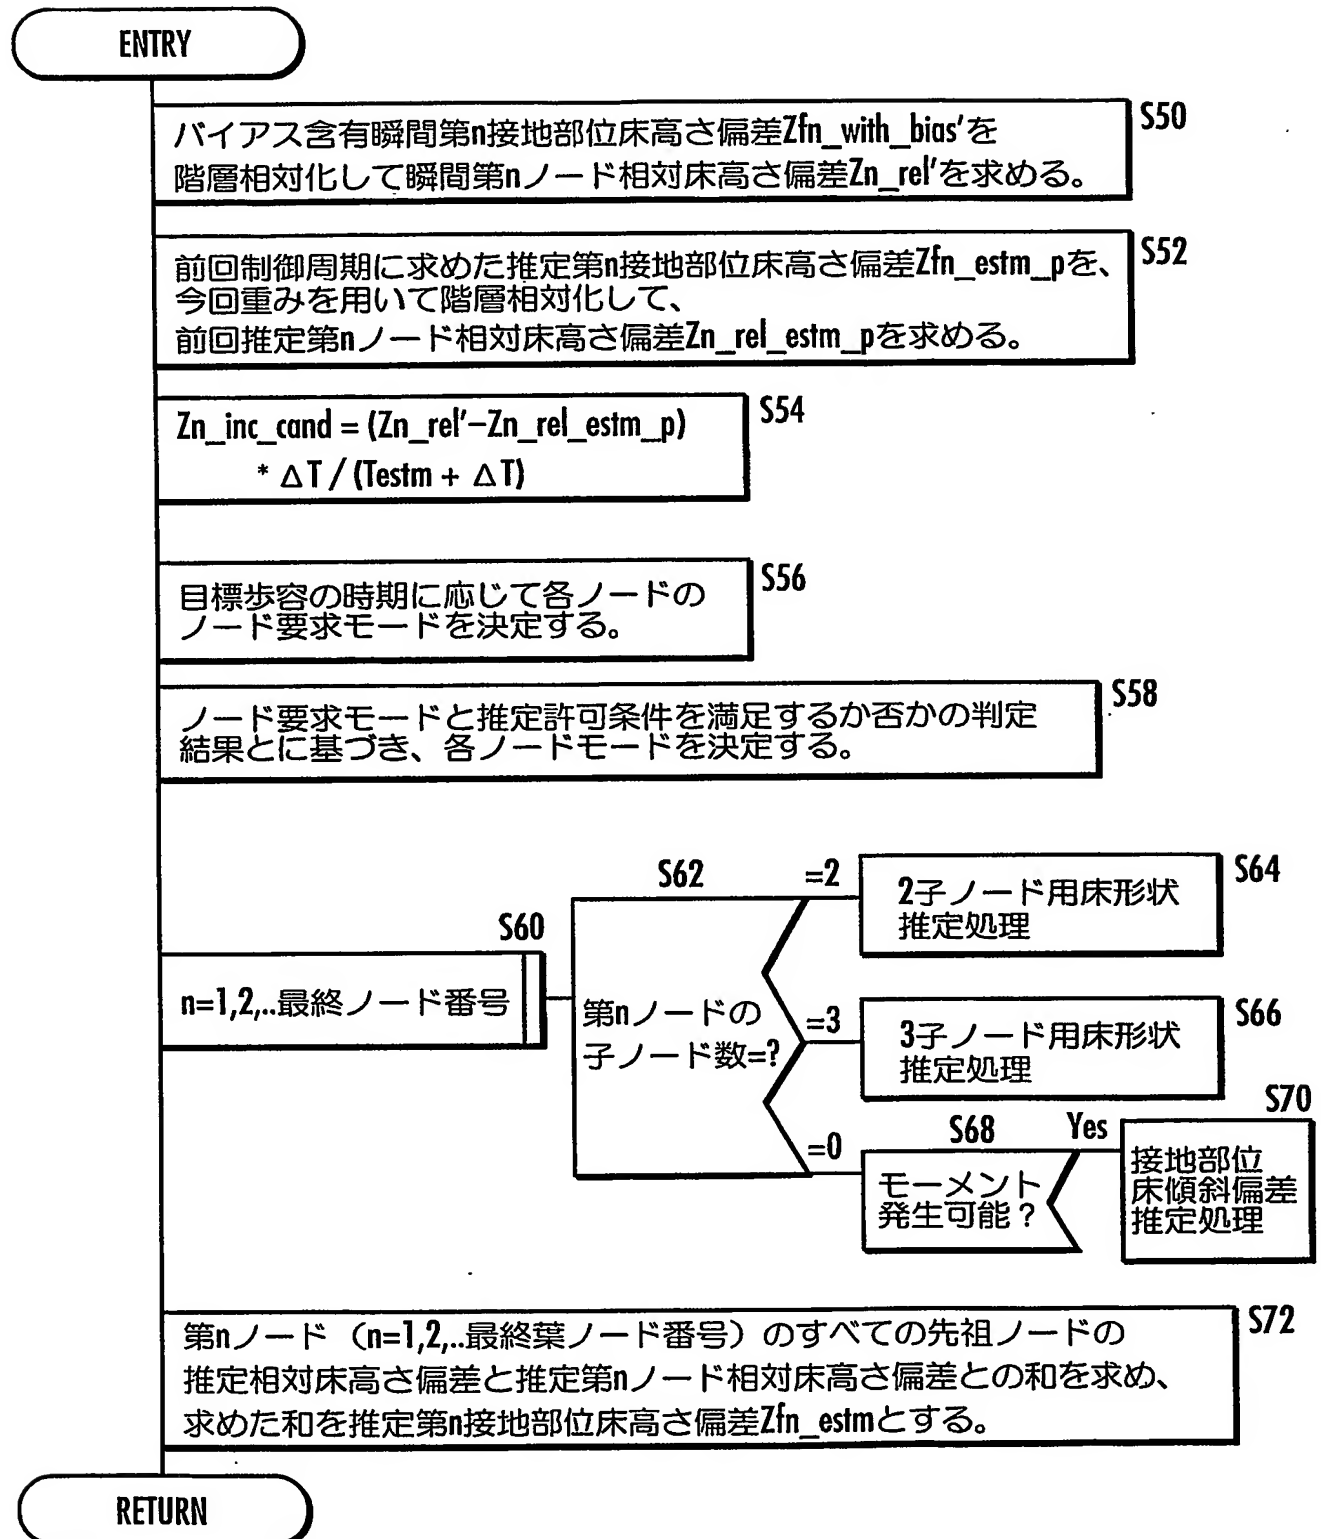 ENTRY
S50
バイアス含有瞬間第n接地部位床高さ偏差Zfn_with_bias'を
階層相対化して瞬間第nノード相対床高さ偏差Zn_rel'を求める。
S52
前回制御周期に求めた推定第n接地部位床高さ偏差Zfn_estm_pを、
今回重みを用いて階層相対化して、
前回推定第nノード相対床高さ偏差Zn_rel_estm_pを求める。
S54
Zn_inc_cand = (Zn_rel'−Zn_rel_estm_p)
* ΔT / (Testm + ΔT)
S56
目標歩容の時期に応じて各ノードの
ノード要求モードを決定する。
S58
ノード要求モードと推定許可条件を満足するか否かの判定
結果とに基づき、各ノードモードを決定する。
S60
n=1,2,..最終ノード番号
S62
第nノードの
子ノード数=?
=2
S64
2子ノード用床形状
推定処理
=3
S66
3子ノード用床形状
推定処理
=0
S68
モーメント
発生可能？
Yes
S70
接地部位
床傾斜偏差
推定処理
S72
第nノード（n=1,2,..最終葉ノード番号）のすべての先祖ノードの
推定相対床高さ偏差と推定第nノード相対床高さ偏差との和を求め、
求めた和を推定第n接地部位床高さ偏差Zfn_estmとする。
RETURN